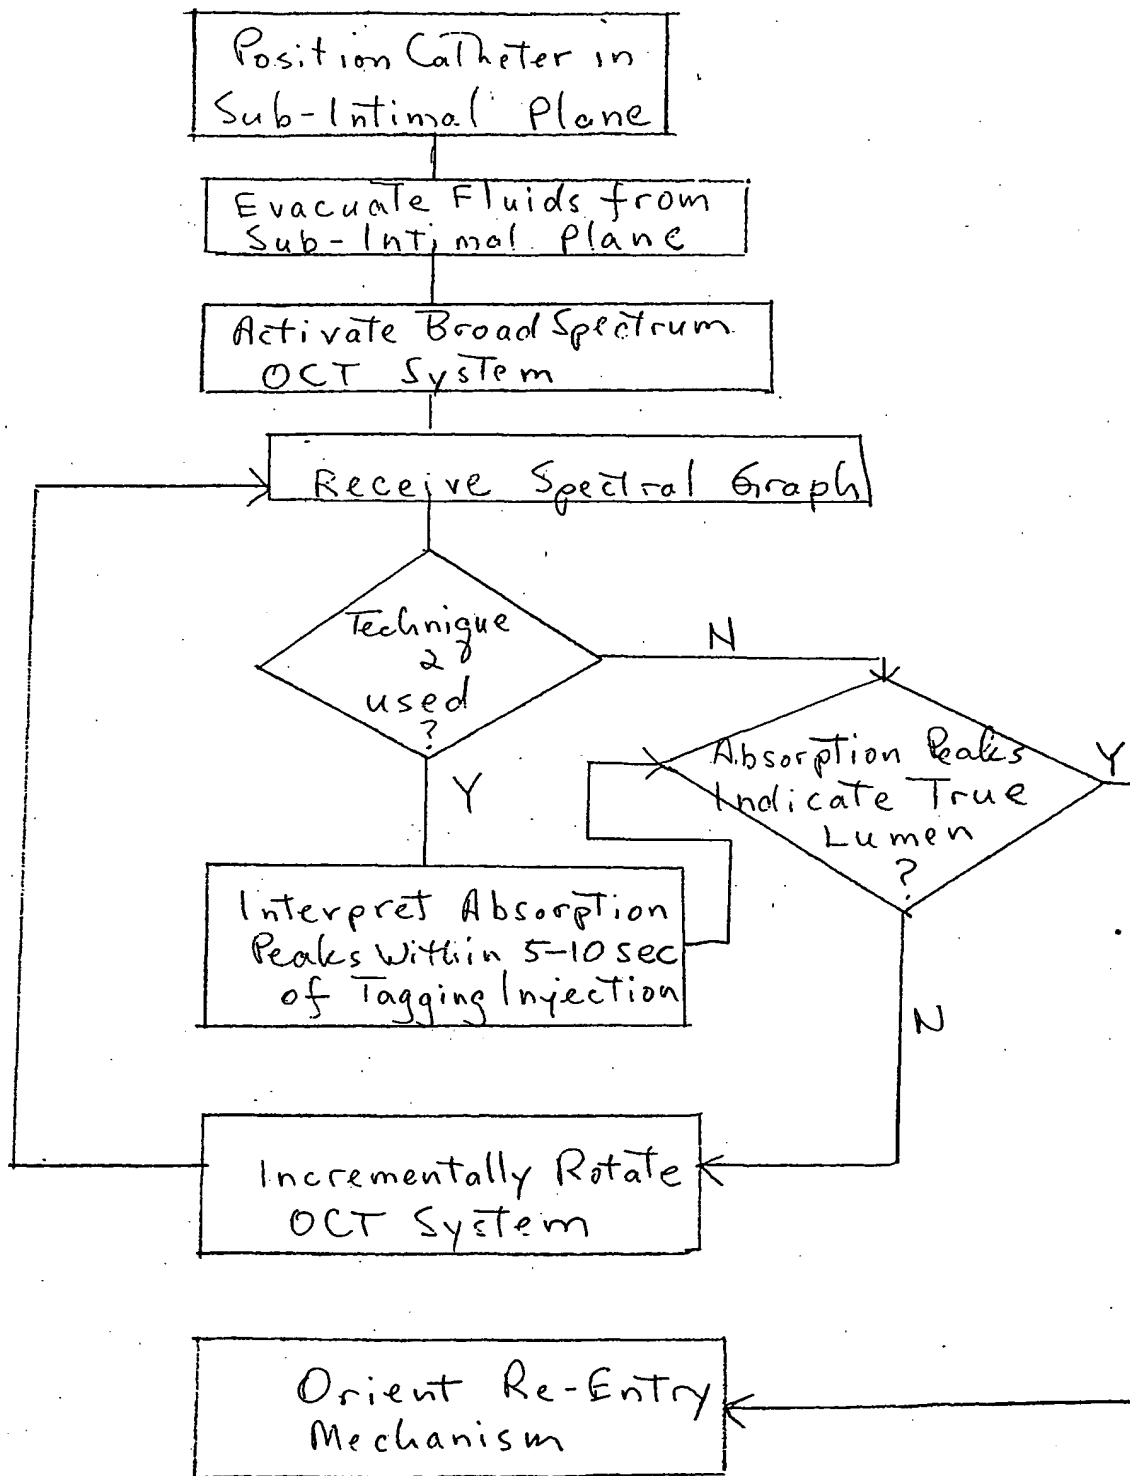 Position Catheter in
Sub-Intimal Plane
Evacuate Fluids from
Sub-Intimal Plane
Activate Broad Spectrum
OCT System
Receive Spectral Graph
Technique
2
used
?
N
Y
Absorption Peaks
Indicate True
Lumen
?
Y
Interpret Absorption
Peaks Within 5-10 sec
of Tagging Injection
N
Incrementally Rotate
OCT System
Orient Re-Entry
Mechanism